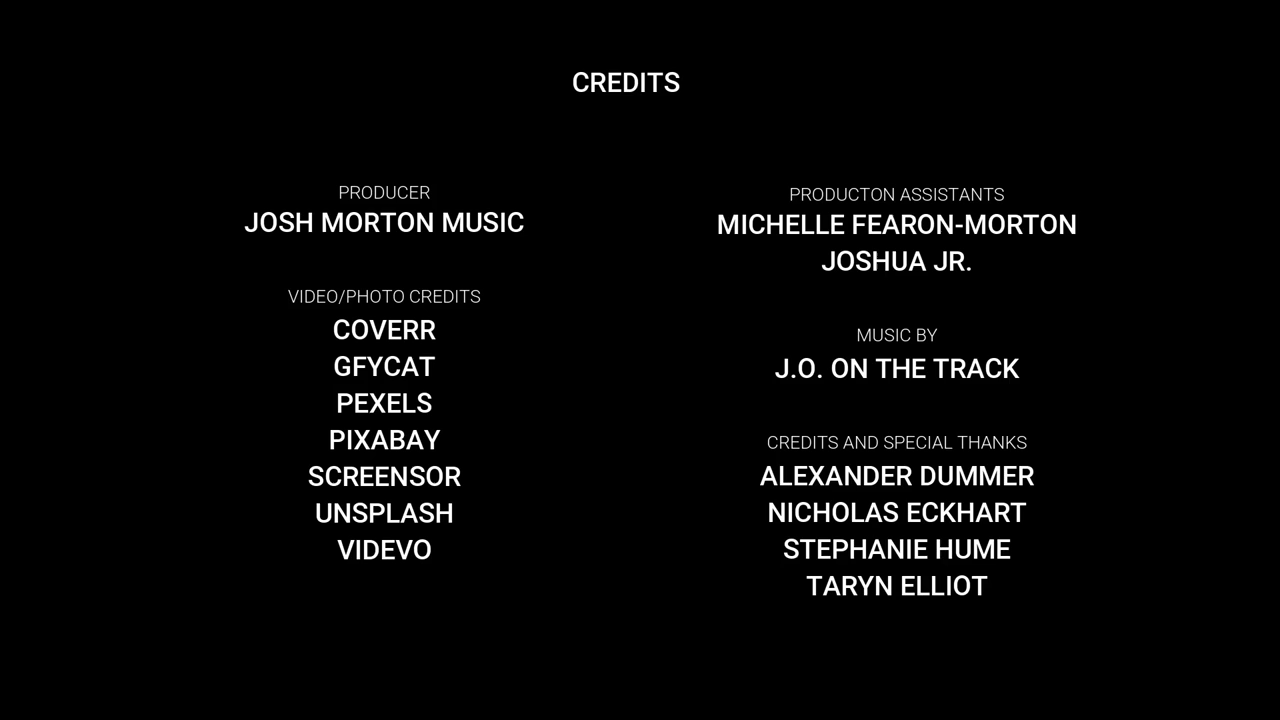 CREDITS
PRODUCER
JOSH MORTON MUSIC
VIDEO/PHOTO CREDITS
COVERR
GFYCAT
PEXELS
PIXABAY
SCREENSOR
UNSPLASH
VIDEVO
PRODUCTON ASSISTANTS
MICHELLE FEARON-MORTON
JOSHUA JR.
MUSIC BY
J.O. ON THE TRACK
CREDITS AND SPECIAL THANKS
ALEXANDER DUMMER
NICHOLAS ECKHART
STEPHANIE HUME
TARYN ELLIOT